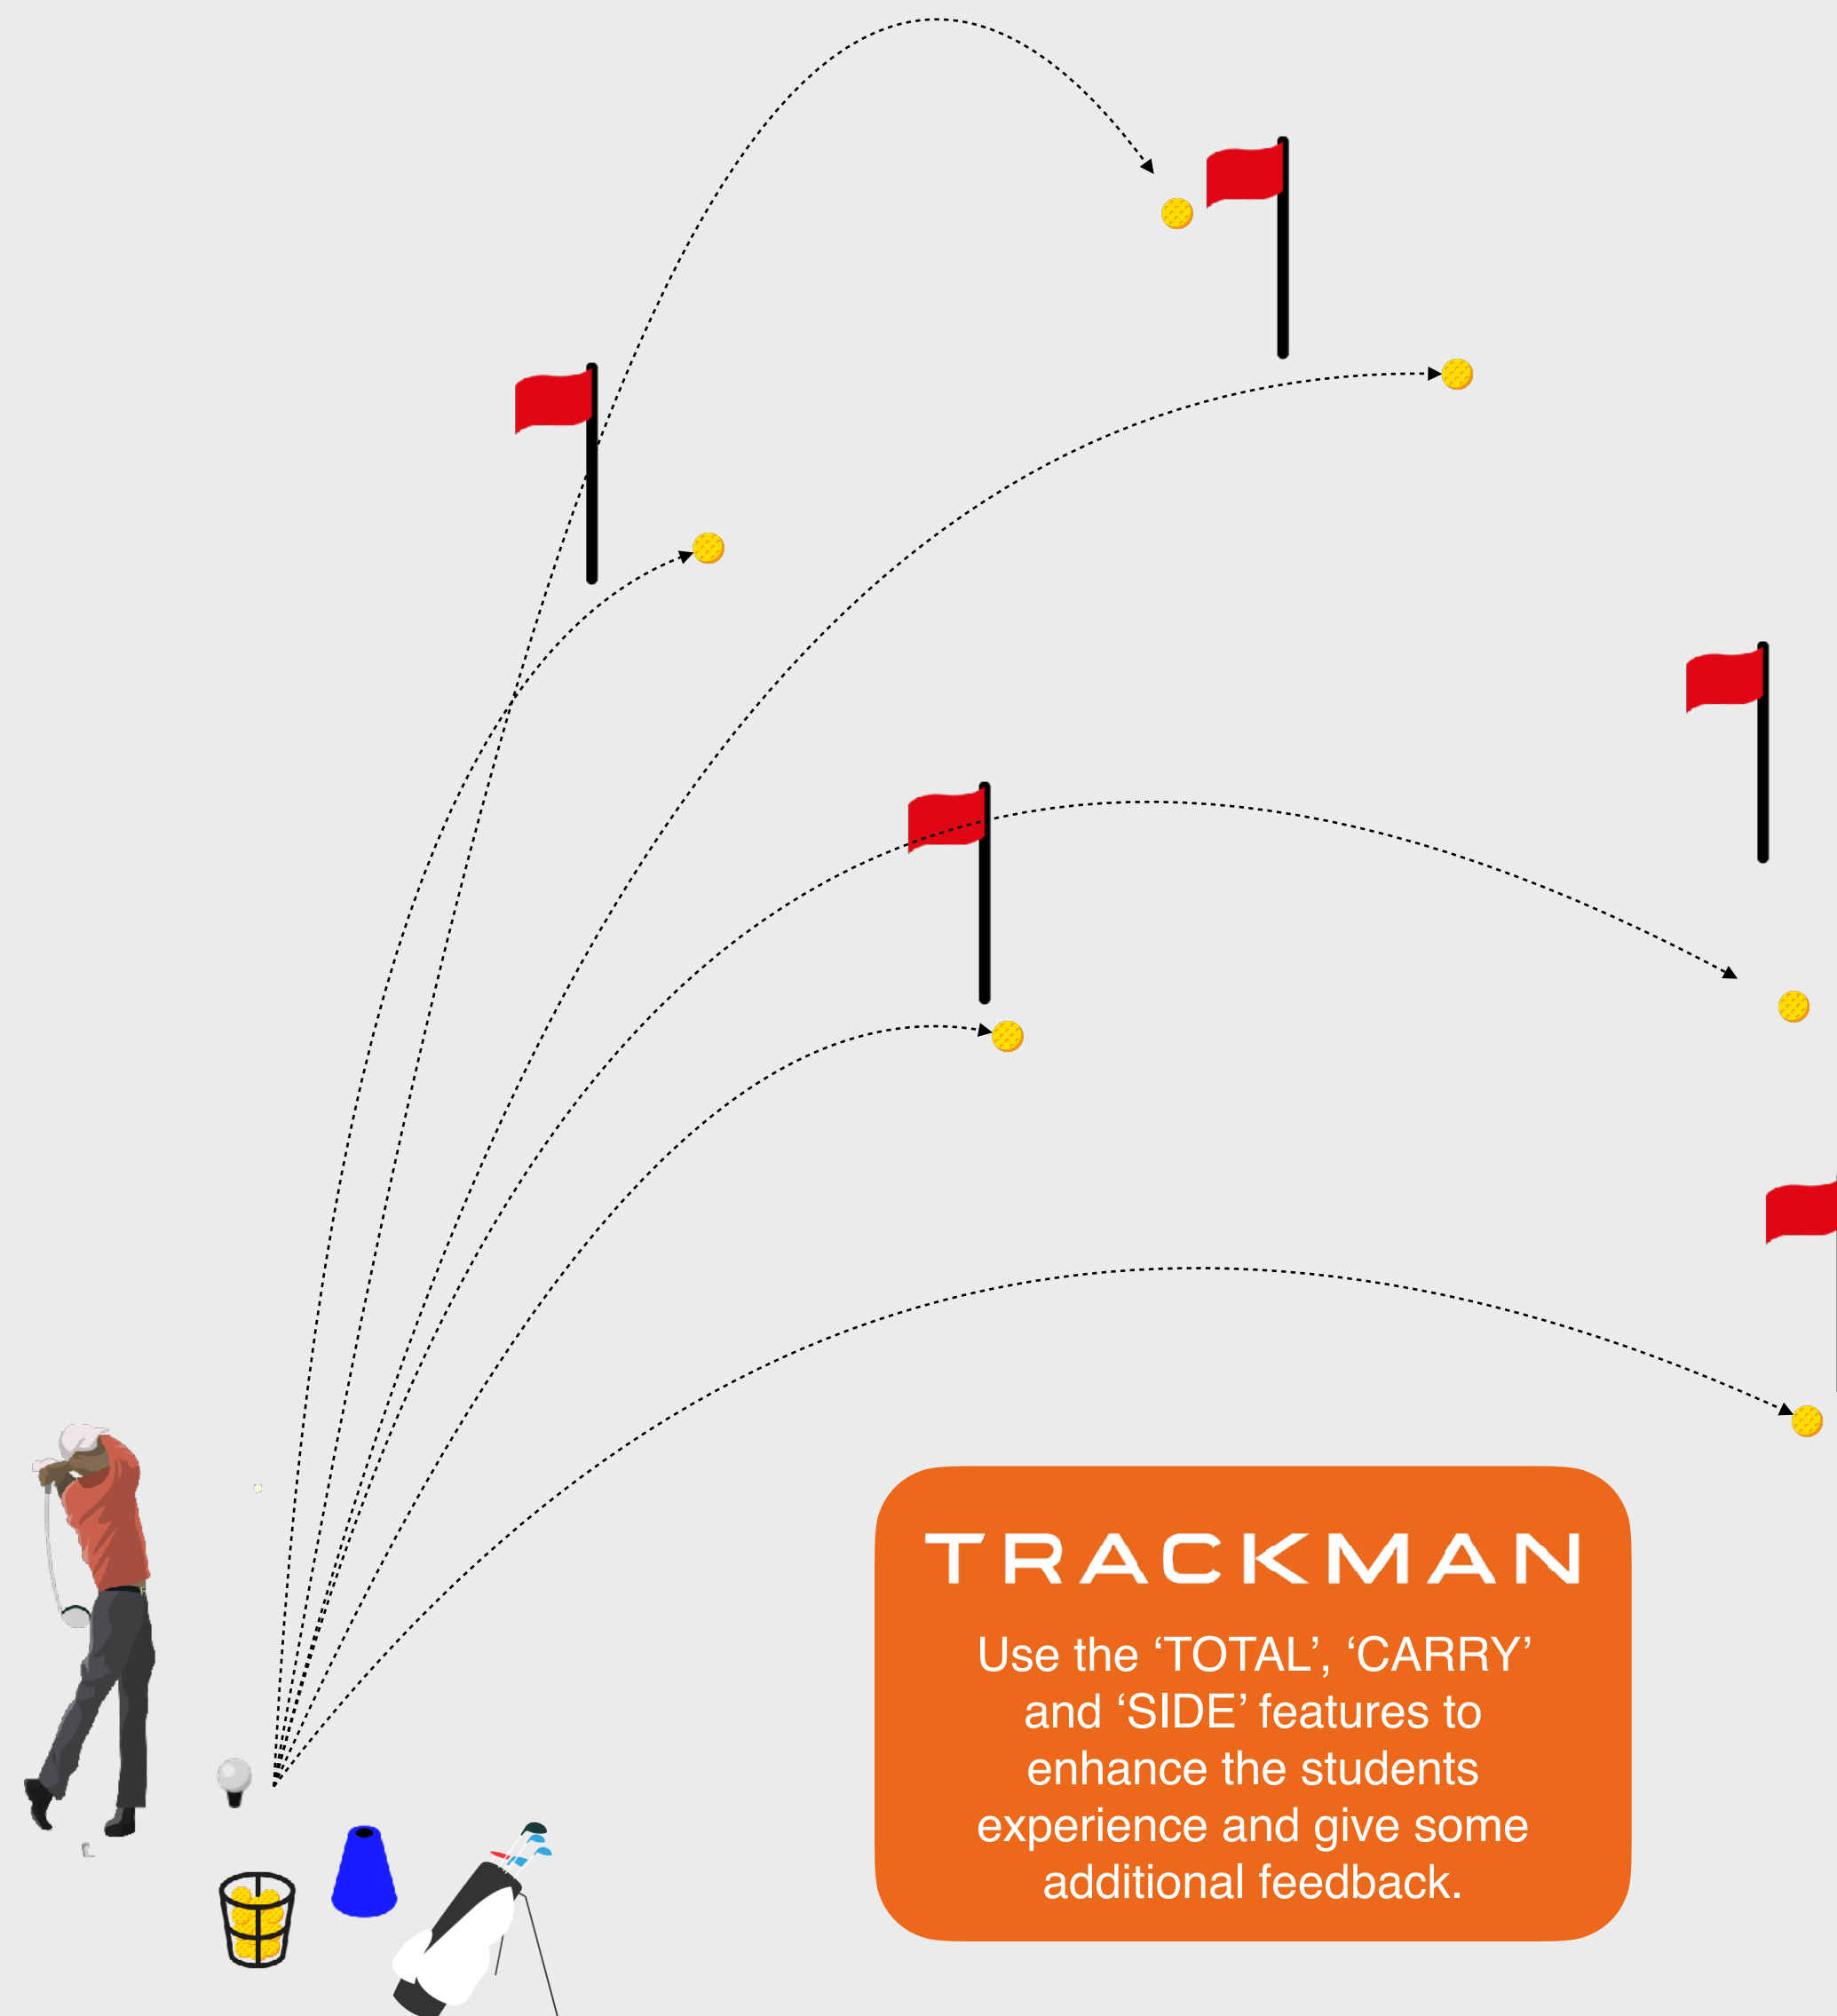 TRACKMAN
Use the ‘TOTAL’, ‘CARRY’
and ‘SIDE’ features to
enhance the students
experience and give some
additional feedback.